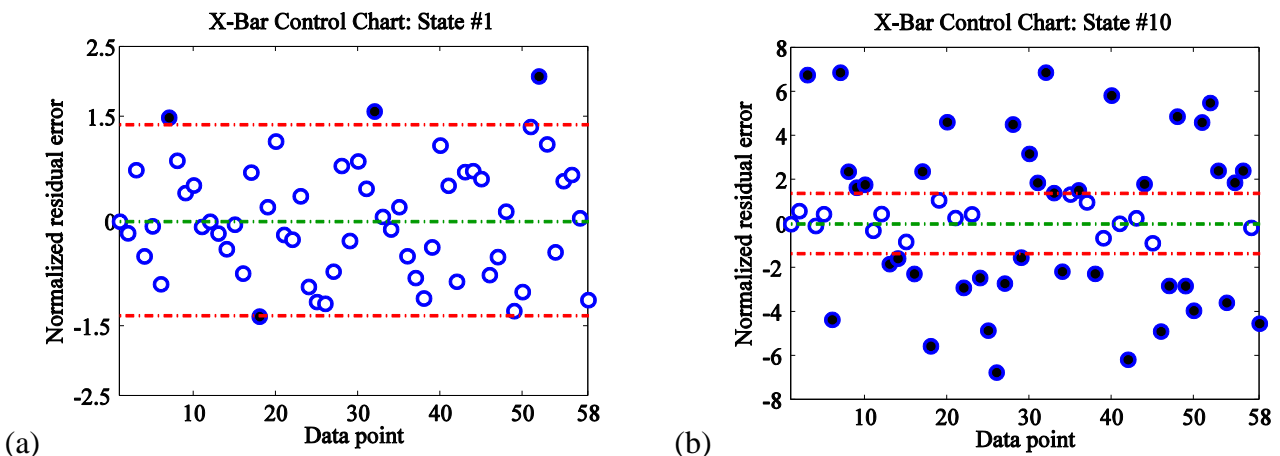 X-Bar Control Chart: State #1
Normalized residual error
2.5
1.5
0
-1.5
-2.5
10 20 30 40 50 58
Data point
(a)
X-Bar Control Chart: State #10
Normalized residual error
8
6
4
2
0
-2
-4
-6
-8
10 20 30 40 50 58
Data point
(b)